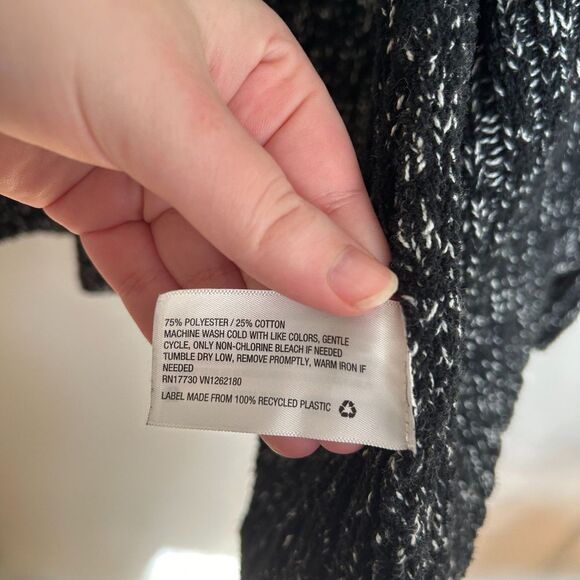 75% POLYESTER / 25% COTTON
MACHINE WASH COLD WITH LIKE COLORS, GENTLE
CYCLE, ONLY NON-CHLORINE BLEACH IF NEEDED
TUMBLE DRY LOW, REMOVE PROMPTLY, WARM IRON IF
NEEDED
RN17730 VN1262180
LABEL MADE FROM 100% RECYCLED PLASTIC